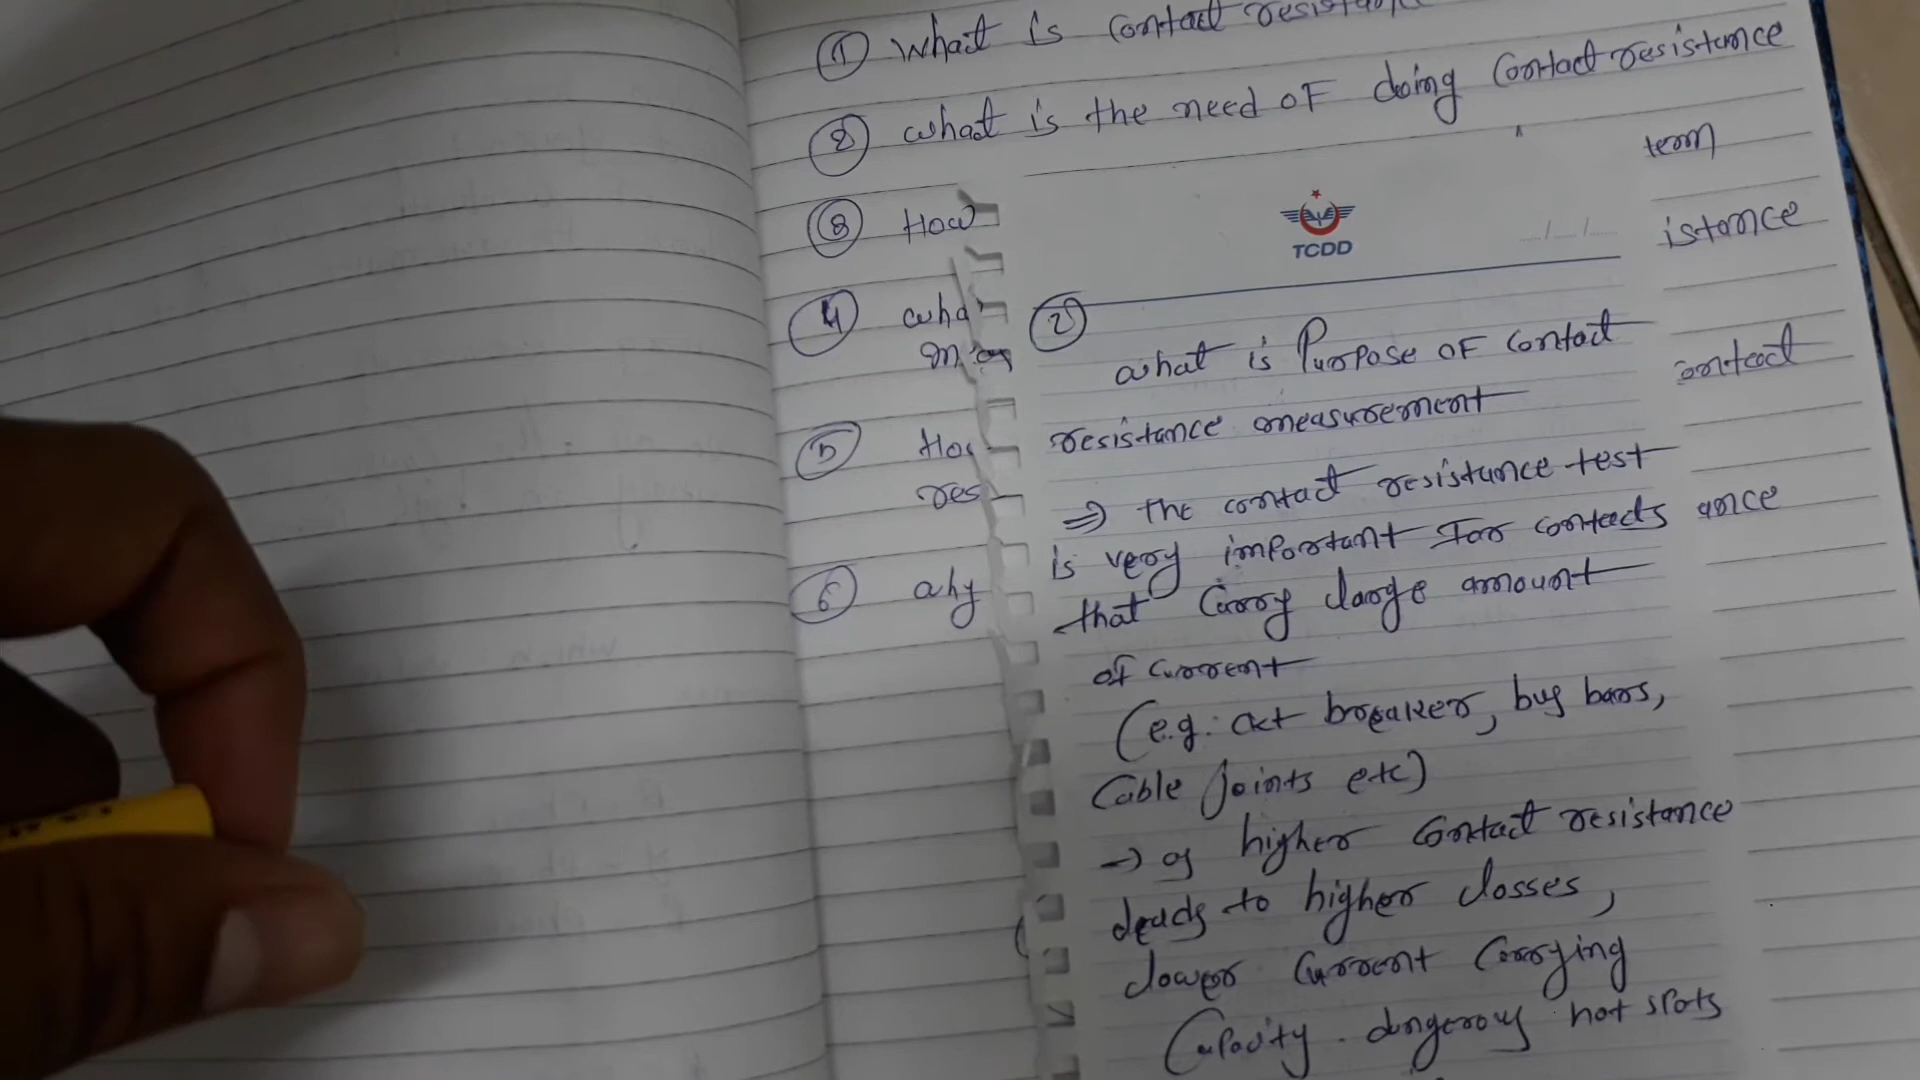 ① What is Contact resistanc
② what is the need of doing Contact resistance
term
③ How
istance
④ wha
ontact
⑤ Ho
res
ance
⑥ why
TCDD
...../...../.....
②
what is Purpose of Contact
resistance measurement
⇒ the contact resistance test
is very important For contacts
that Carry large amount
of current
(e.g: ckt breaker, bus bars,
Cable Joints etc)
→ a higher Contact resistance
leads to higher losses,
lower Current Carrying
Capacity. dangerous hot spots